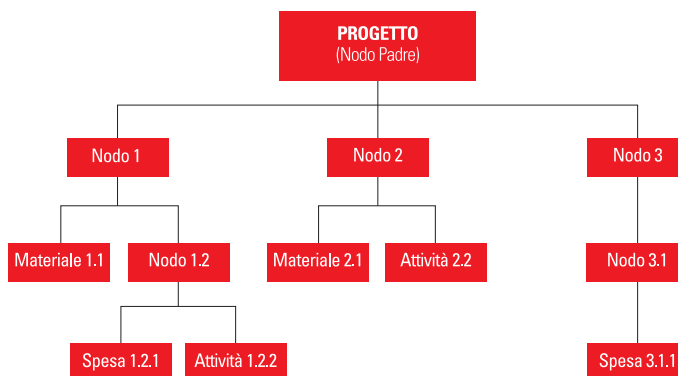 PROGETTO
(Nodo Padre)
Nodo 1
Nodo 2
Nodo 3
Materiale 1.1
Nodo 1.2
Materiale 2.1
Attività 2.2
Nodo 3.1
Spesa 1.2.1
Attività 1.2.2
Spesa 3.1.1